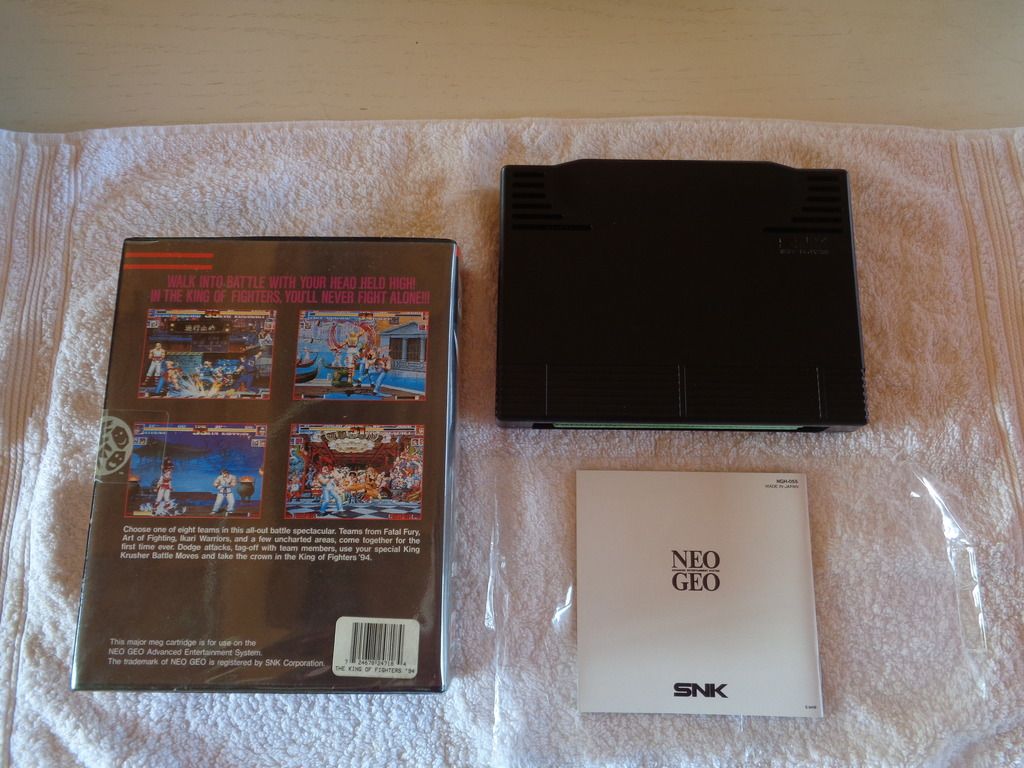 WALK INTO BATTLE WITH YOUR HEAD HELD HIGH!
IN THE KING OF FIGHTERS, YOU'LL NEVER FIGHT ALONE!!!
Choose one of eight teams in this all-out battle spectacular. Teams from Fatal Fury,
Art of Fighting, Ikari Warriors, and a few uncharted areas, come together for the
first time ever. Dodge attacks, tag-off with team members, use your special King
Krusher Battle Moves and take the crown in the King of Fighters '94.
This major meg cartridge is for use on the
NEO GEO Advanced Entertainment System.
The trademark of NEO GEO is registered by SNK Corporation.
THE KING OF FIGHTERS '94
NGH-055
MADE IN JAPAN
NEO
ADVANCED ENTERTAINMENT SYSTEM
GEO
SNK